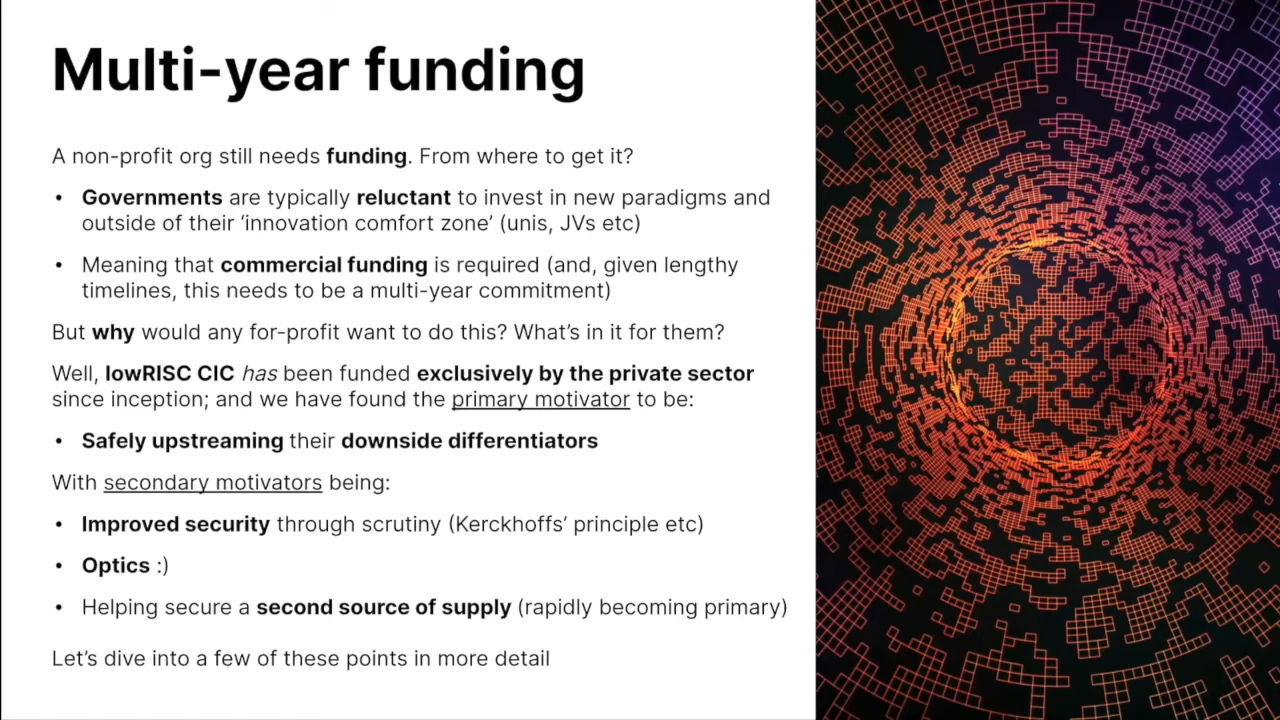 Multi-year funding
A non-profit org still needs funding. From where to get it?
• Governments are typically reluctant to invest in new paradigms and
outside of their ‘innovation comfort zone’ (unis, JVs etc)
• Meaning that commercial funding is required (and, given lengthy
timelines, this needs to be a multi-year commitment)
But why would any for-profit want to do this? What’s in it for them?
Well, lowRISC CIC has been funded exclusively by the private sector
since inception; and we have found the primary motivator to be:
• Safely upstreaming their downside differentiators
With secondary motivators being:
• Improved security through scrutiny (Kerckhoffs’ principle etc)
• Optics :)
• Helping secure a second source of supply (rapidly becoming primary)
Let’s dive into a few of these points in more detail